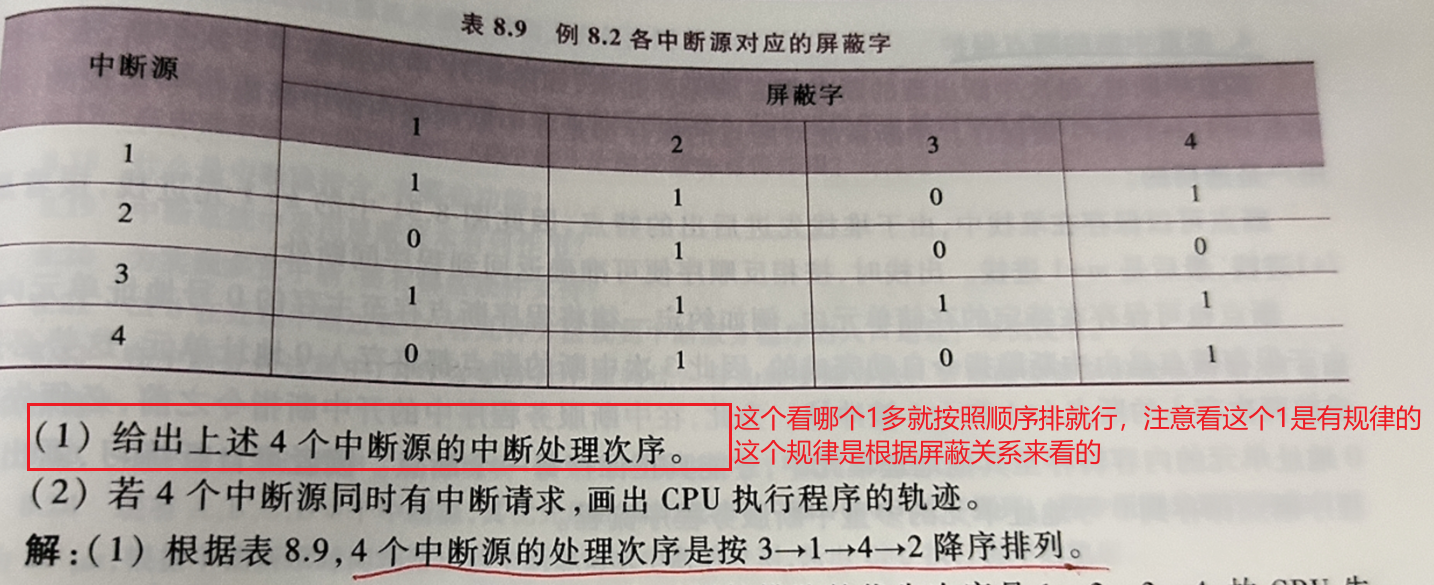 表 8.9 例 8.2 各中断源对应的屏蔽字
中断源 屏蔽字
1 2 3 4
1 1 1 0 1
2 0 1 0 0
3 1 1 1 1
4 0 1 0 1
(1) 给出上述 4 个中断源的中断处理次序。
这个看哪个1多就按照顺序排就行，注意看这个1是有规律的
这个规律是根据屏蔽关系来看的
(2) 若 4 个中断源同时有中断请求,画出 CPU 执行程序的轨迹。
解:(1) 根据表 8.9,4 个中断源的处理次序是按 3→1→4→2 降序排列。